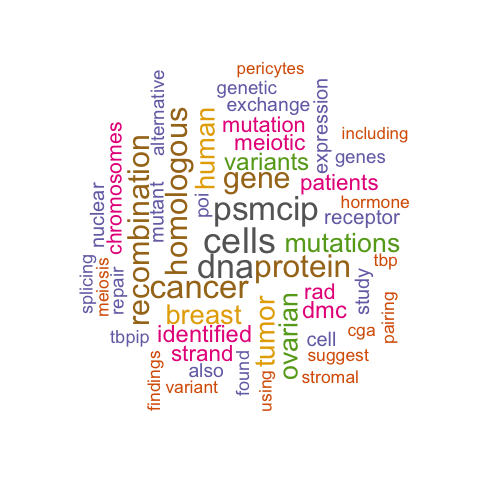 pericytes
genetic
exchange
alternative
expression
including
mutation
human
homologous
chromosomes
meiotic
recombination
variants
genes
gene
patients
mutant
poi
psmcip
hormone
nuclear
receptor
cells
mutations
dna
protein
tbp
splicing
meiosis
repair
cancer
rad
study
pairing
breast
dmc
tumor
ovarian
tbpip
identified
cell
cga
strand
suggest
findings
also
found
stromal
variant
using